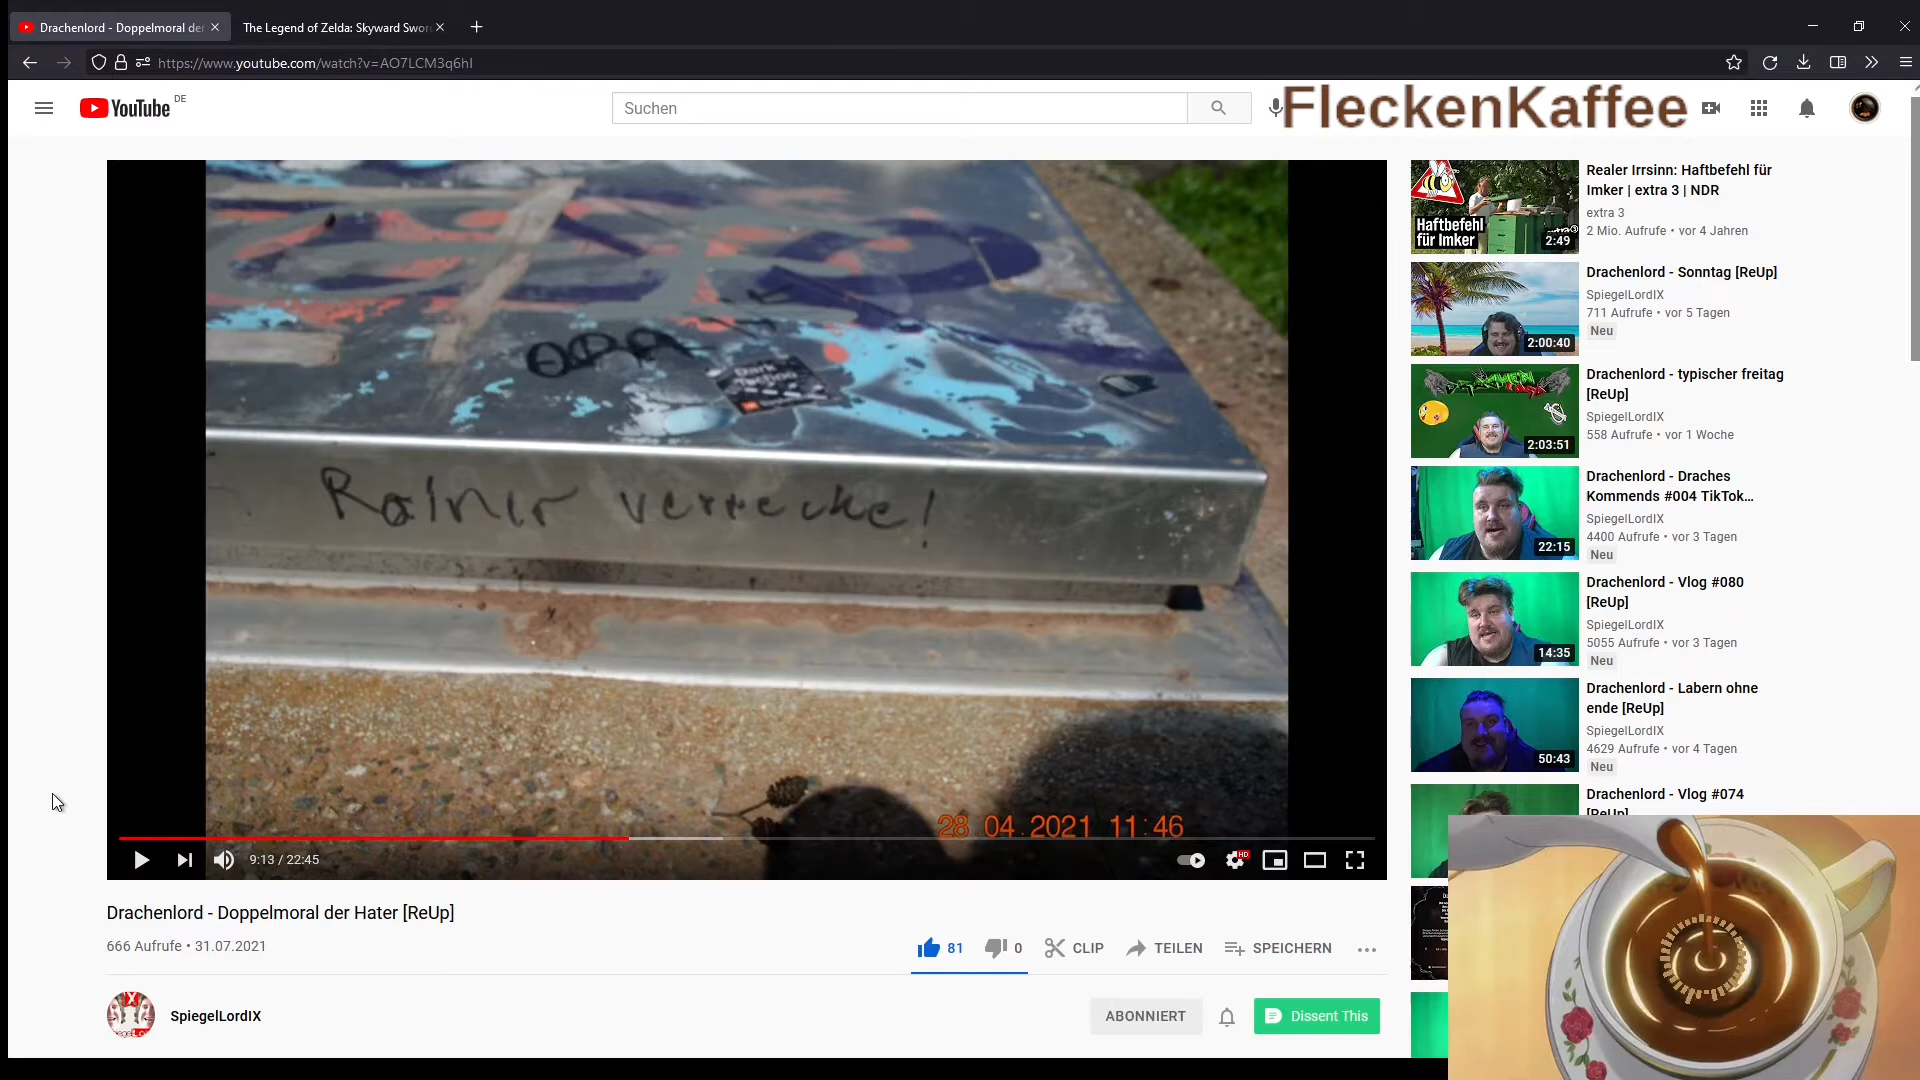 Drachenlord - Doppelmoral der
The Legend of Zelda: Skyward Swor
https://www.youtube.com/watch?v=AO7LCM3q6hI
YouTube DE
Suchen
FleckenKaffee
Dark
Techno
Rainer verrecke!
28 04.2021 11:46
9:13 / 22:45
HD
Drachenlord - Doppelmoral der Hater [ReUp]
666 Aufrufe • 31.07.2021
81
0
CLIP
TEILEN
SPEICHERN
SpiegelLordIX
ABONNIERT
Dissent This
Haftbefehl
für Imker
2:49
Realer Irrsinn: Haftbefehl für
Imker | extra 3 | NDR
extra 3
2 Mio. Aufrufe • vor 4 Jahren
2:00:40
Drachenlord - Sonntag [ReUp]
SpiegelLordIX
711 Aufrufe • vor 5 Tagen
Neu
2:03:51
Drachenlord - typischer freitag
[ReUp]
SpiegelLordIX
558 Aufrufe • vor 1 Woche
22:15
Drachenlord - Draches
Kommends #004 TikTok...
SpiegelLordIX
4400 Aufrufe • vor 3 Tagen
Neu
14:35
Drachenlord - Vlog #080
[ReUp]
SpiegelLordIX
5055 Aufrufe • vor 3 Tagen
Neu
50:43
Drachenlord - Labern ohne
ende [ReUp]
SpiegelLordIX
4629 Aufrufe • vor 4 Tagen
Neu
Drachenlord - Vlog #074
[ReUp]